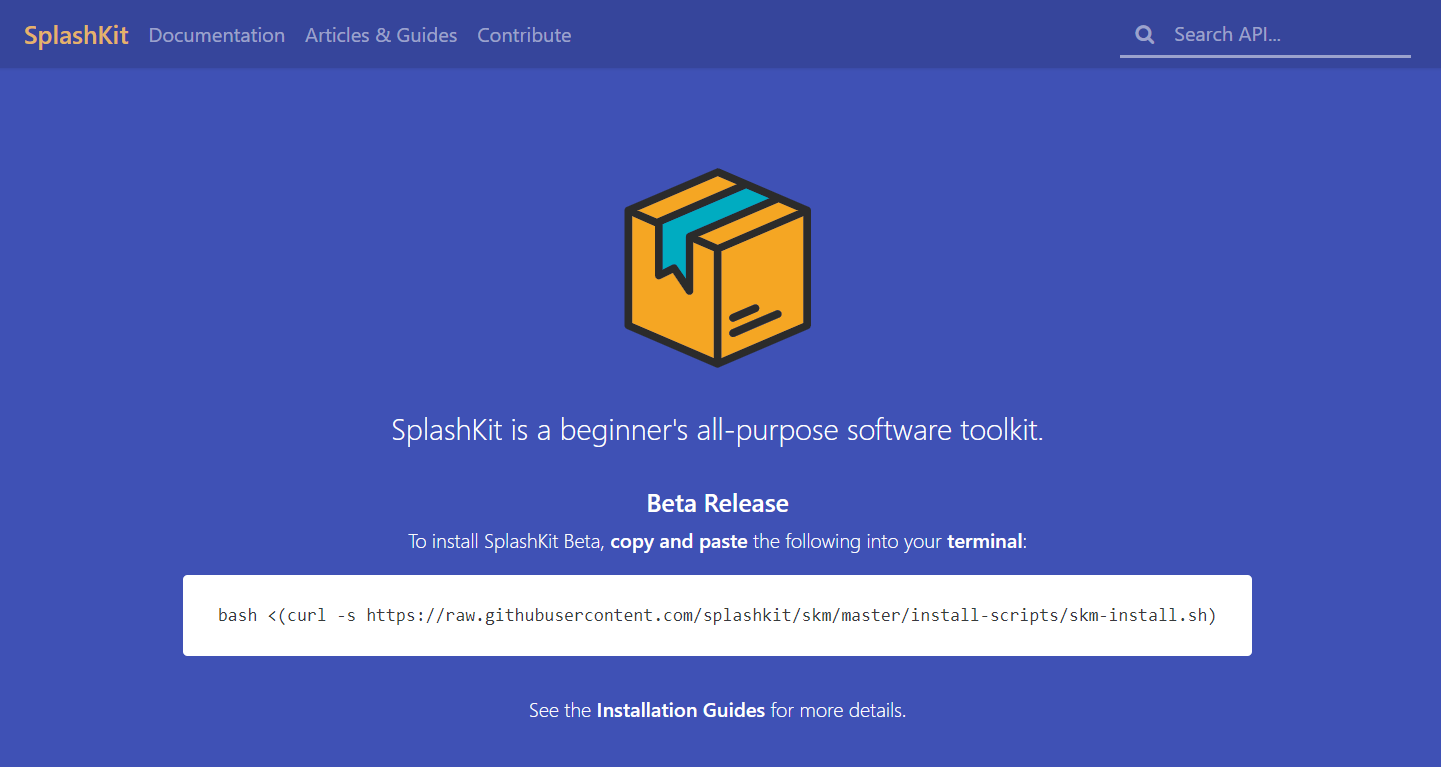 SplashKit Documentation Articles & Guides Contribute Search API...
SplashKit is a beginner's all-purpose software toolkit.
Beta Release
To install SplashKit Beta, copy and paste the following into your terminal:
bash <(curl -s https://raw.githubusercontent.com/splashkit/skm/master/install-scripts/skm-install.sh)
See the Installation Guides for more details.